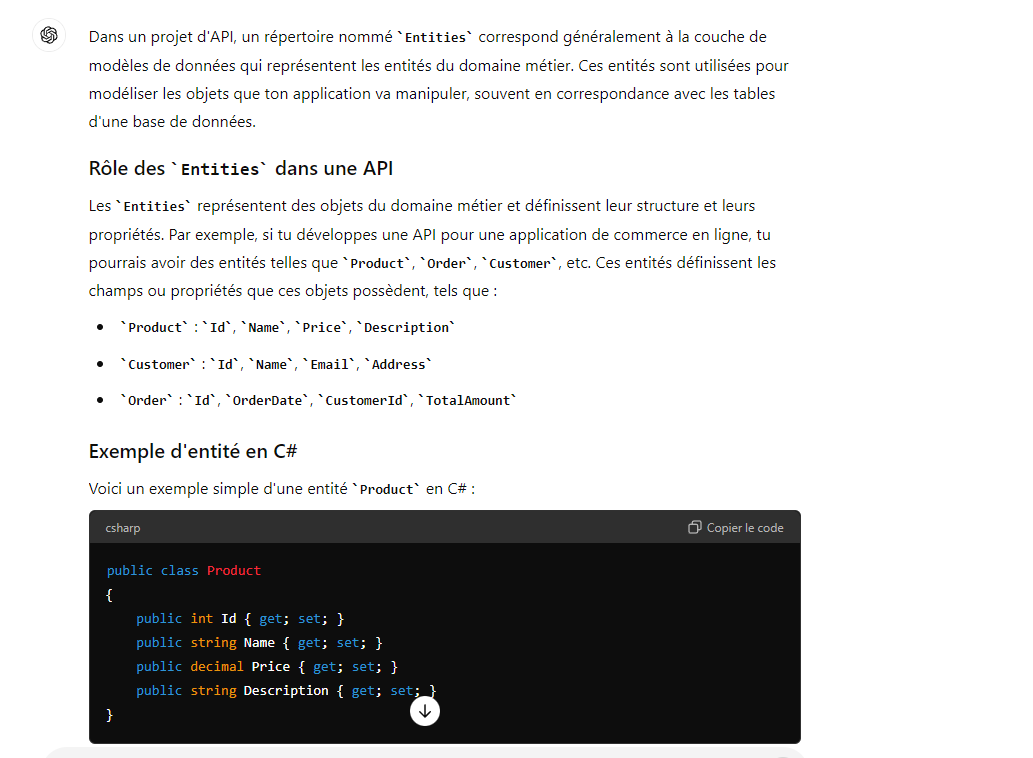 Dans un projet d'API, un répertoire nommé `Entities` correspond généralement à la couche de
modèles de données qui représentent les entités du domaine métier. Ces entités sont utilisées pour
modéliser les objets que ton application va manipuler, souvent en correspondance avec les tables
d'une base de données.
Rôle des `Entities` dans une API
Les `Entities` représentent des objets du domaine métier et définissent leur structure et leurs
propriétés. Par exemple, si tu développes une API pour une application de commerce en ligne, tu
pourrais avoir des entités telles que `Product`, `Order`, `Customer`, etc. Ces entités définissent les
champs ou propriétés que ces objets possèdent, tels que :
• `Product` : `Id`, `Name`, `Price`, `Description`
• `Customer` : `Id`, `Name`, `Email`, `Address`
• `Order` : `Id`, `OrderDate`, `CustomerId`, `TotalAmount`
Exemple d'entité en C#
Voici un exemple simple d'une entité `Product` en C# :
csharp Copier le code
public class Product
{
    public int Id { get; set; }
    public string Name { get; set; }
    public decimal Price { get; set; }
    public string Description { get; set; }
}